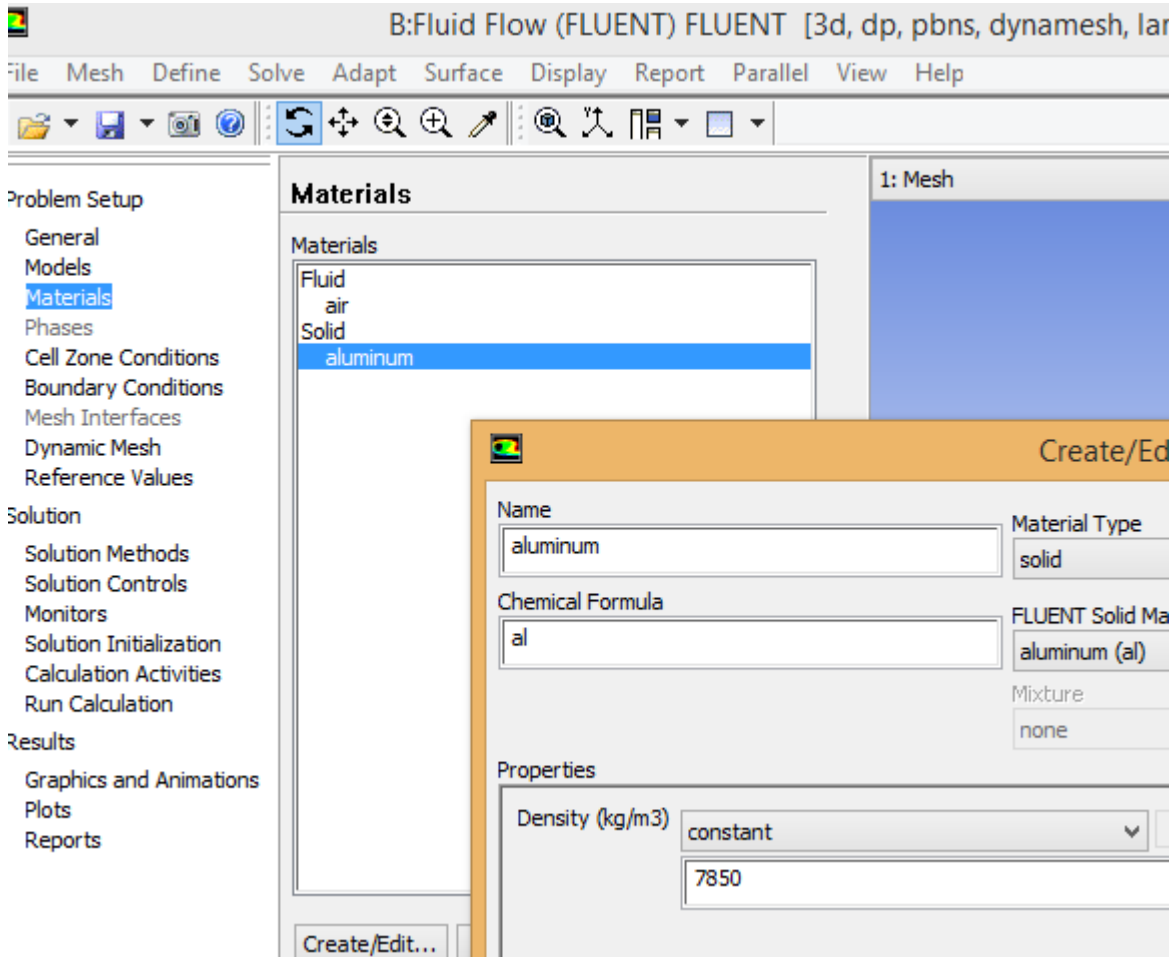 B:Fluid Flow (FLUENT) FLUENT [3d, dp, pbns, dynamesh, lar
File Mesh Define Solve Adapt Surface Display Report Parallel View Help
Problem Setup
General
Models
Materials
Phases
Cell Zone Conditions
Boundary Conditions
Mesh Interfaces
Dynamic Mesh
Reference Values
Solution
Solution Methods
Solution Controls
Monitors
Solution Initialization
Calculation Activities
Run Calculation
Results
Graphics and Animations
Plots
Reports
Materials
Materials
Fluid
air
Solid
aluminum
Create/Edit...
1: Mesh
Create/Ed
Name
aluminum
Chemical Formula
al
Material Type
solid
FLUENT Solid Ma
aluminum (al)
Mixture
none
Properties
Density (kg/m3) constant
7850